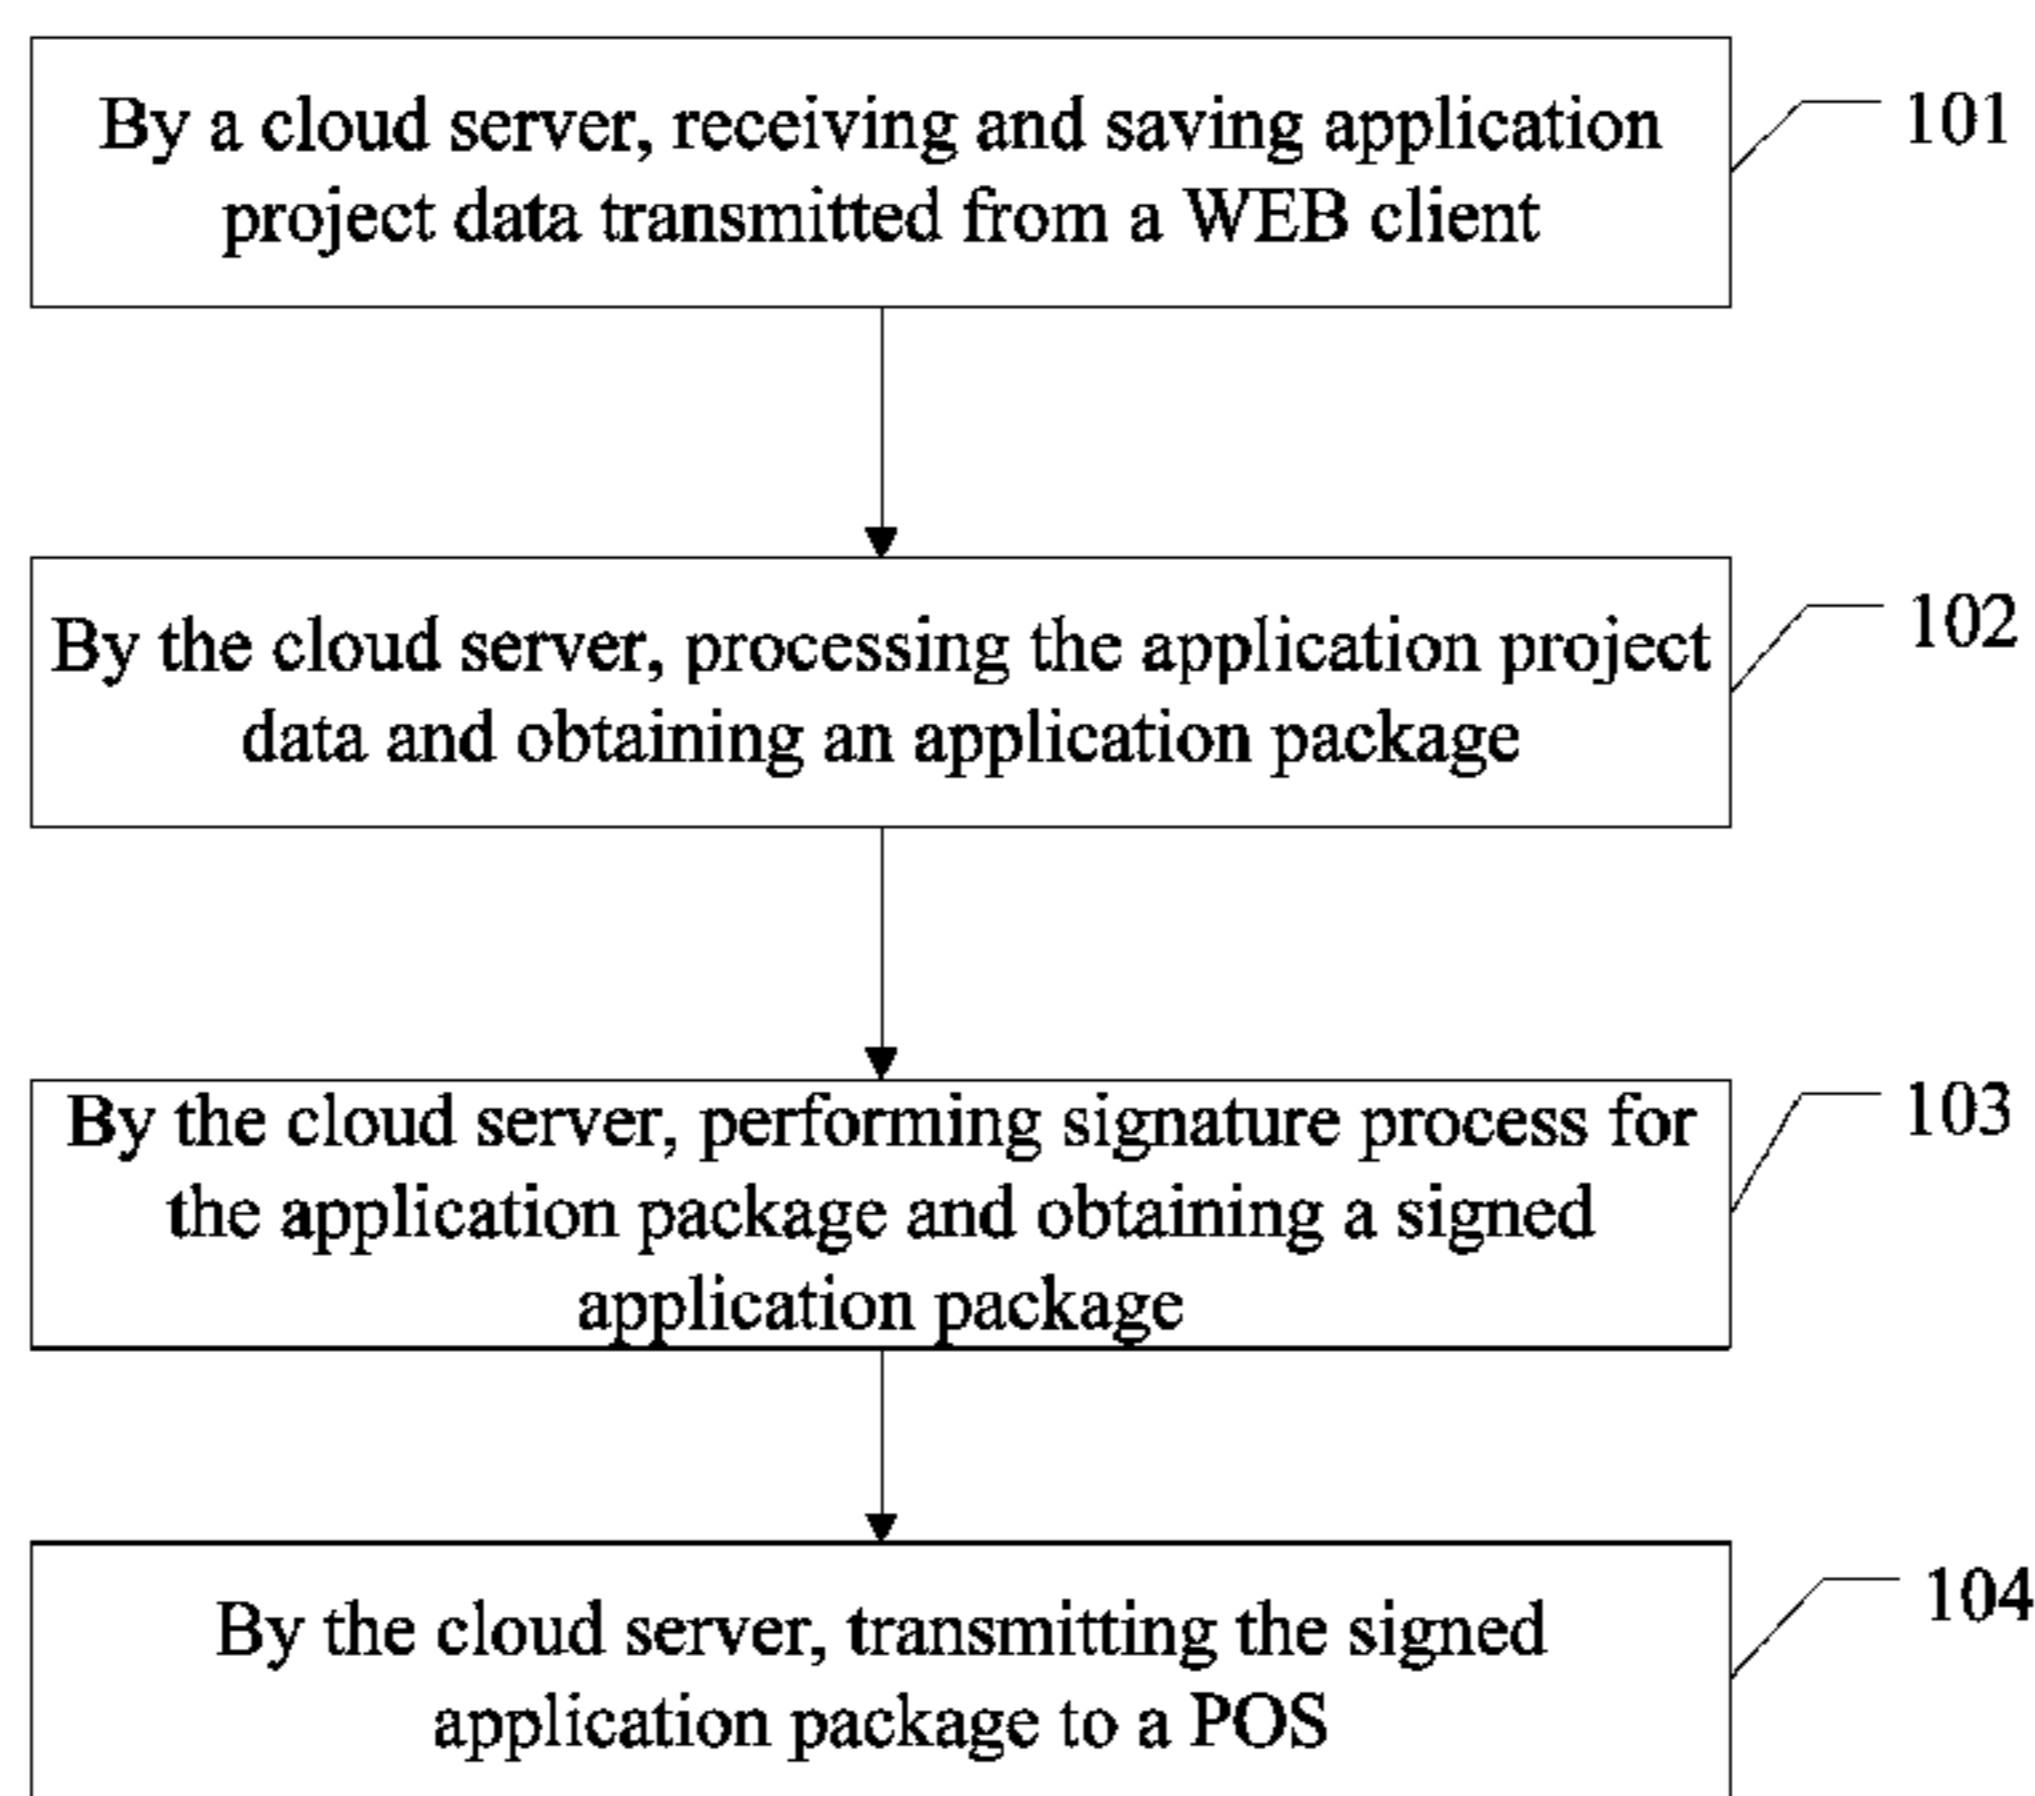 By a cloud server, receiving and saving application
project data transmitted from a WEB client
101
By the cloud server, processing the application project
data and obtaining an application package
102
By the cloud server, performing signature process for
the application package and obtaining a signed
application package
103
By the cloud server, transmitting the signed
application package to a POS
104